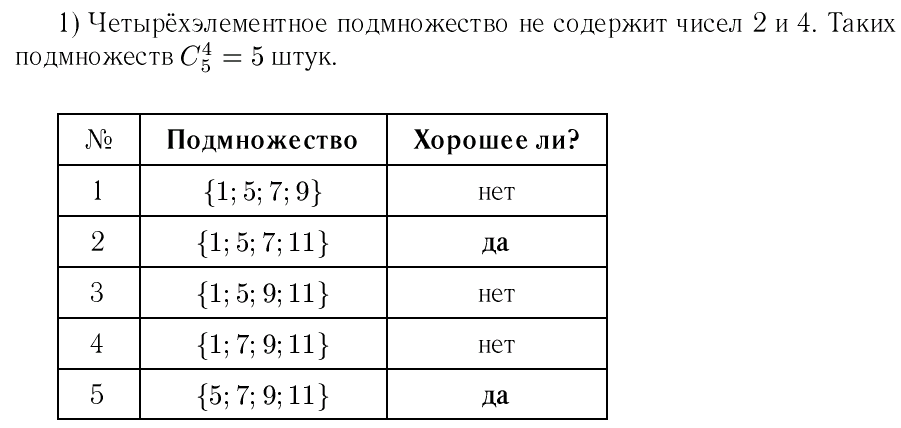 1) Четырёхэлементное подмножество не содержит чисел 2 и 4. Таких
подмножеств C₅⁴ = 5 штук.
№ Подмножество Хорошее ли?
1 {1; 5; 7; 9} нет
2 {1; 5; 7; 11} да
3 {1; 5; 9; 11} нет
4 {1; 7; 9; 11} нет
5 {5; 7; 9; 11} да